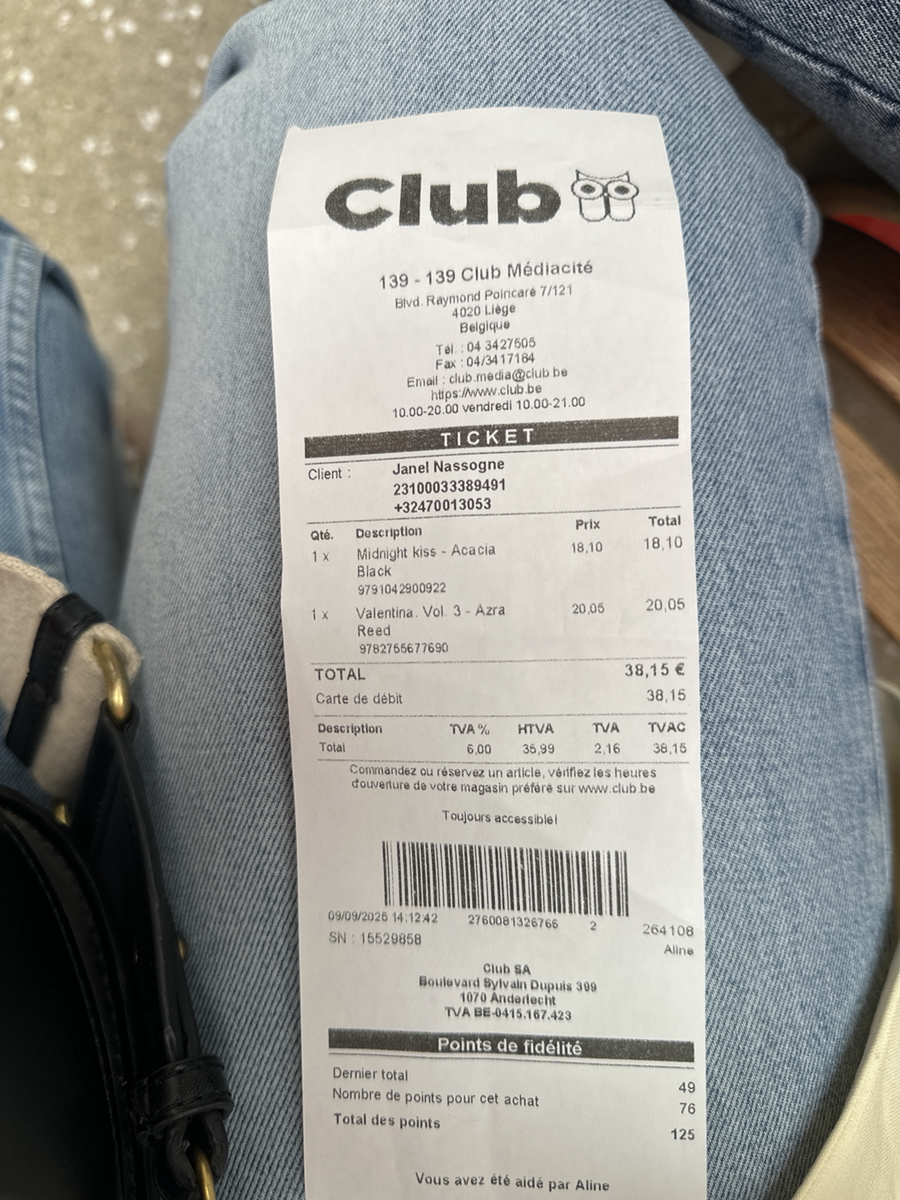 Club
139 - 139 Club Médiacité
Blvd. Raymond Poincaré 7/121
4020 Liège
Belgique
Tél. : 04 3427505
Fax : 04/3417184
Email : club.media@club.be
https://www.club.be
10.00-20.00 vendredi 10.00-21.00
TICKET
Client : Janel Nassogne
23100033389491
+32470013053
Qté. Description Prix Total
1 x Midnight kiss - Acacia 18,10 18,10
Black
9791042900922
1 x Valentina. Vol. 3 - Azra 20,05 20,05
Reed
9782755677690
TOTAL 38,15 €
Carte de débit 38,15
Description TVA % HTVA TVA TVAC
Total 6,00 35,99 2,16 38,15
Commandez ou réservez un article, vérifiez les heures
d'ouverture de votre magasin préféré sur www.club.be
Toujours accessible!
09/09/2025 14:12:42 2760081326766 2 264108
SN : 15529858 Aline
Club SA
Boulevard Sylvain Dupuis 399
1070 Anderlecht
TVA BE-0415.167.423
Points de fidélité
Dernier total 49
Nombre de points pour cet achat 76
Total des points 125
Vous avez été aidé par Aline